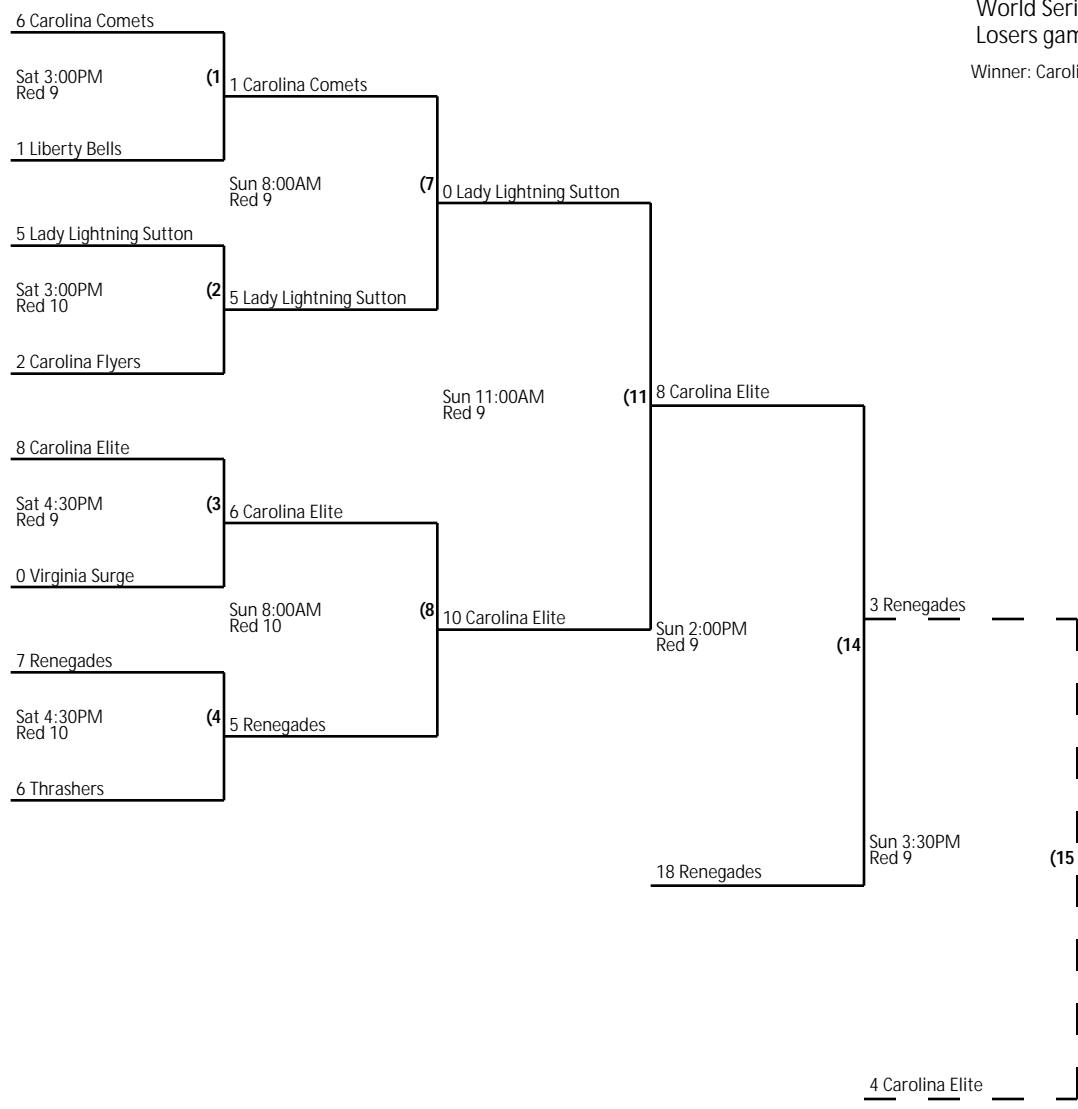 World Seri
Losers gam
Winner: Caroli
6 Carolina Comets
Sat 3:00PM
Red 9
(1
1 Carolina Comets
1 Liberty Bells
Sun 8:00AM
Red 9
(7
0 Lady Lightning Sutton
5 Lady Lightning Sutton
Sat 3:00PM
Red 10
(2
5 Lady Lightning Sutton
2 Carolina Flyers
Sun 11:00AM
Red 9
(11
8 Carolina Elite
8 Carolina Elite
Sat 4:30PM
Red 9
(3
6 Carolina Elite
0 Virginia Surge
Sun 8:00AM
Red 10
(8
10 Carolina Elite
Sun 2:00PM
Red 9
(14
3 Renegades
7 Renegades
Sat 4:30PM
Red 10
(4
5 Renegades
6 Thrashers
Sun 3:30PM
Red 9
(15
18 Renegades
4 Carolina Elite